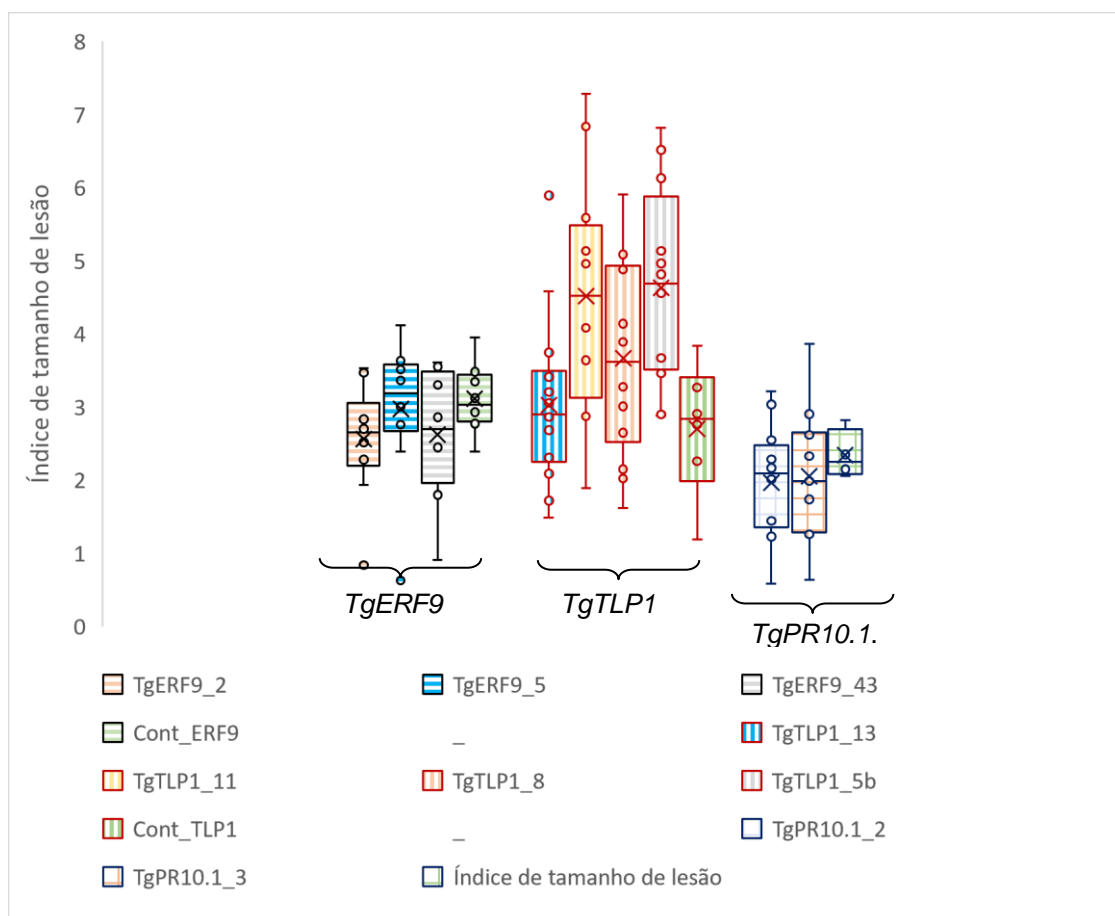 Índice de tamanho de lesão
8
7
6
5
4
3
2
1
0
TgERF9
TgTLP1
TgPR10.1.
TgERF9_2 TgERF9_5 TgERF9_43
Cont_ERF9 _ TgTLP1_13
TgTLP1_11 TgTLP1_8 TgTLP1_5b
Cont_TLP1 _ TgPR10.1_2
TgPR10.1_3 Índice de tamanho de lesão